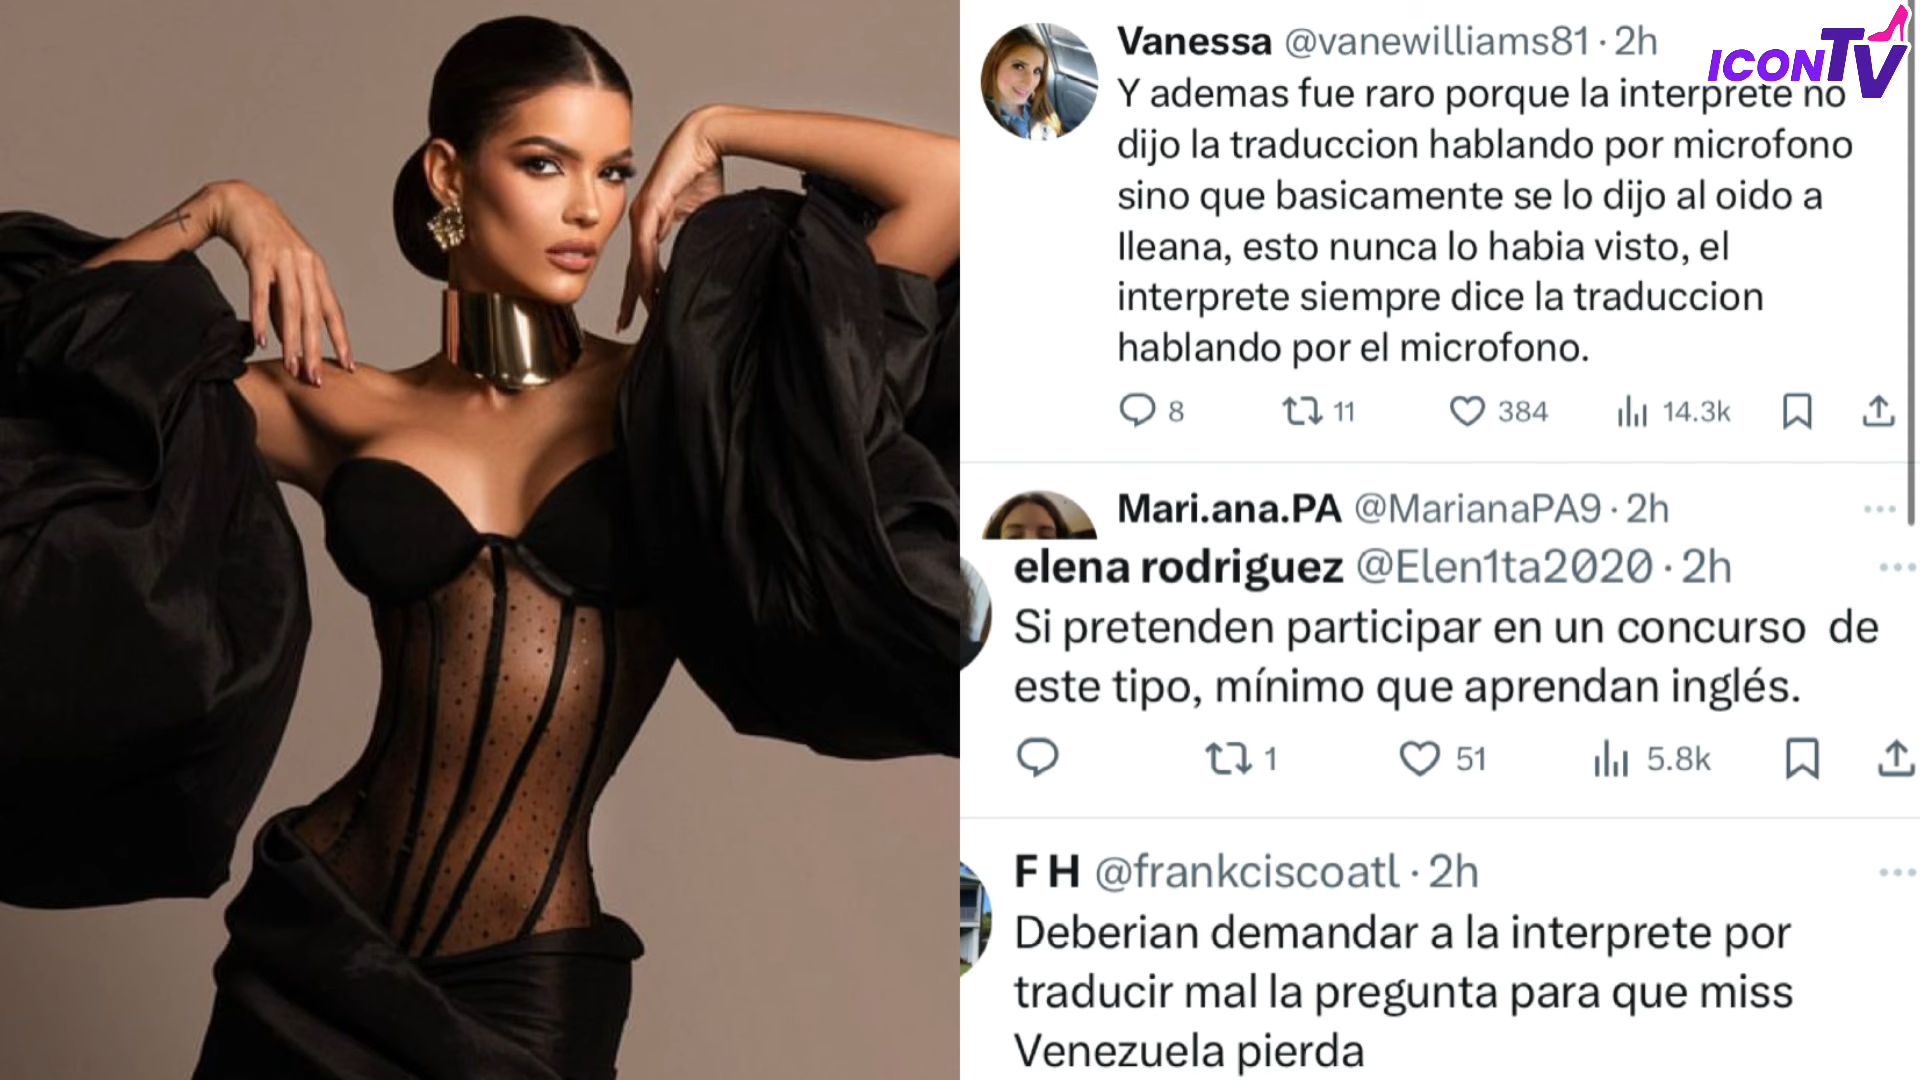 Vanessa @vanewilliams81 · 2h
ICONTV
Y ademas fue raro porque la interprete no
dijo la traduccion hablando por microfono
sino que basicamente se lo dijo al oido a
Ileana, esto nunca lo habia visto, el
interprete siempre dice la traduccion
hablando por el microfono.
8 11 384 14.3k
Mari.ana.PA @MarianaPA9 · 2h
elena rodriguez @Elen1ta2020 · 2h
Si pretenden participar en un concurso de
este tipo, mínimo que aprendan inglés.
1 51 5.8k
F H @frankciscoatl · 2h
Deberian demandar a la interprete por
traducir mal la pregunta para que miss
Venezuela pierda